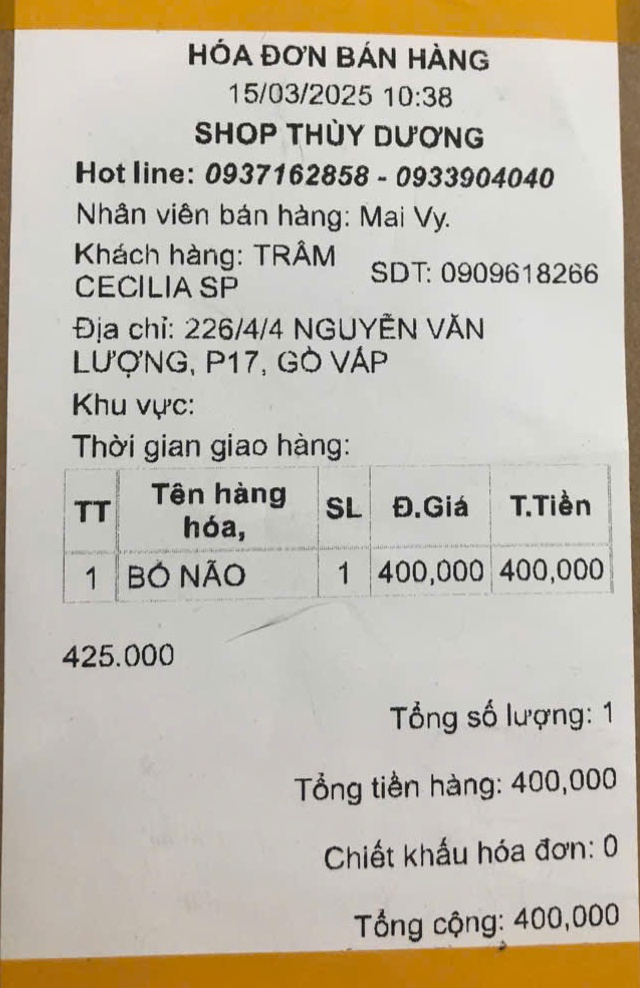 HÓA ĐƠN BÁN HÀNG
15/03/2025 10:38
SHOP THÙY DƯƠNG
Hot line: 0937162858 - 0933904040
Nhân viên bán hàng: Mai Vy.
Khách hàng: TRÂM
CECILIA SP
SDT: 0909618266
Địa chỉ: 226/4/4 NGUYỄN VĂN
LƯỢNG, P17, GÒ VẤP
Khu vực:
Thời gian giao hàng:
TT Tên hàng hóa, SL Đ.Giá T.Tiền
1 BỔ NÃO 1 400,000 400,000
425.000
Tổng số lượng: 1
Tổng tiền hàng: 400,000
Chiết khấu hóa đơn: 0
Tổng cộng: 400,000